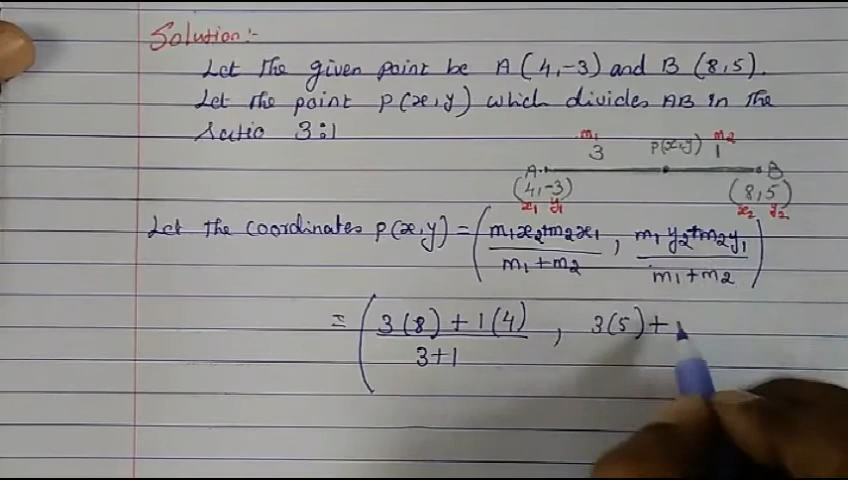 Solution:-
Let the given point be A(4,-3) and B (8,5).
Let the point P(x,y) which divides AB in the
ratio 3:1
m1 m2
3 P(x,y) 1
A B
(4,-3) (8,5)
x1 y1 x2 y2
Let the coordinates P(x,y) = (m1x2+m2x1/m1+m2, m1y2+m2y1/m1+m2)
= (3(8)+1(4)/3+1, 3(5)+